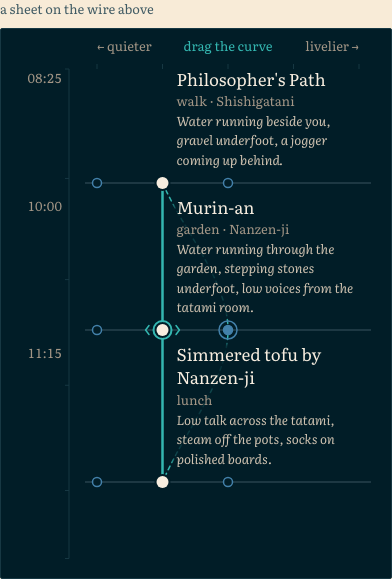 a sheet on the wire above
← quieter drag the curve livelier →
08:25
Philosopher's Path
walk · Shishigatani
Water running beside you,
gravel underfoot, a jogger
coming up behind.
10:00
Murin-an
garden · Nanzen-ji
Water running through the
garden, stepping stones
underfoot, low voices from the
tatami room.
11:15
Simmered tofu by
Nanzen-ji
lunch
Low talk across the tatami,
steam off the pots, socks on
polished boards.